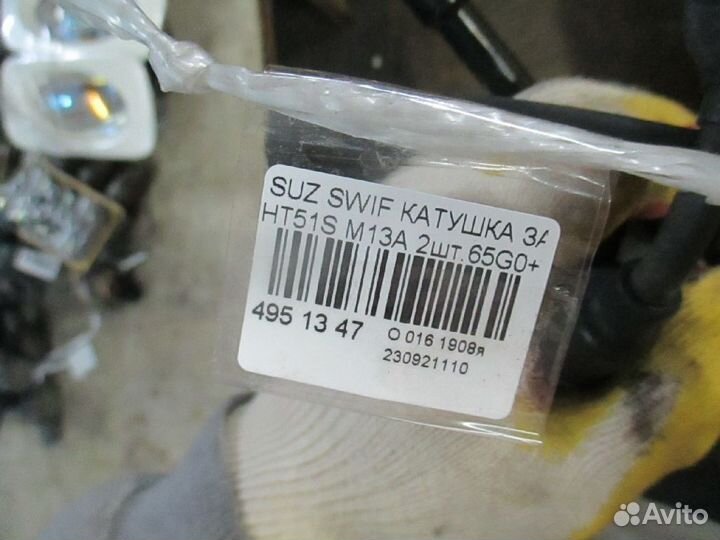 SUZ SWIF КАТУШКА ЗА
HT51S M13A 2шт.65G0+
495 13 47
О 016 1908я
230921110
Avito